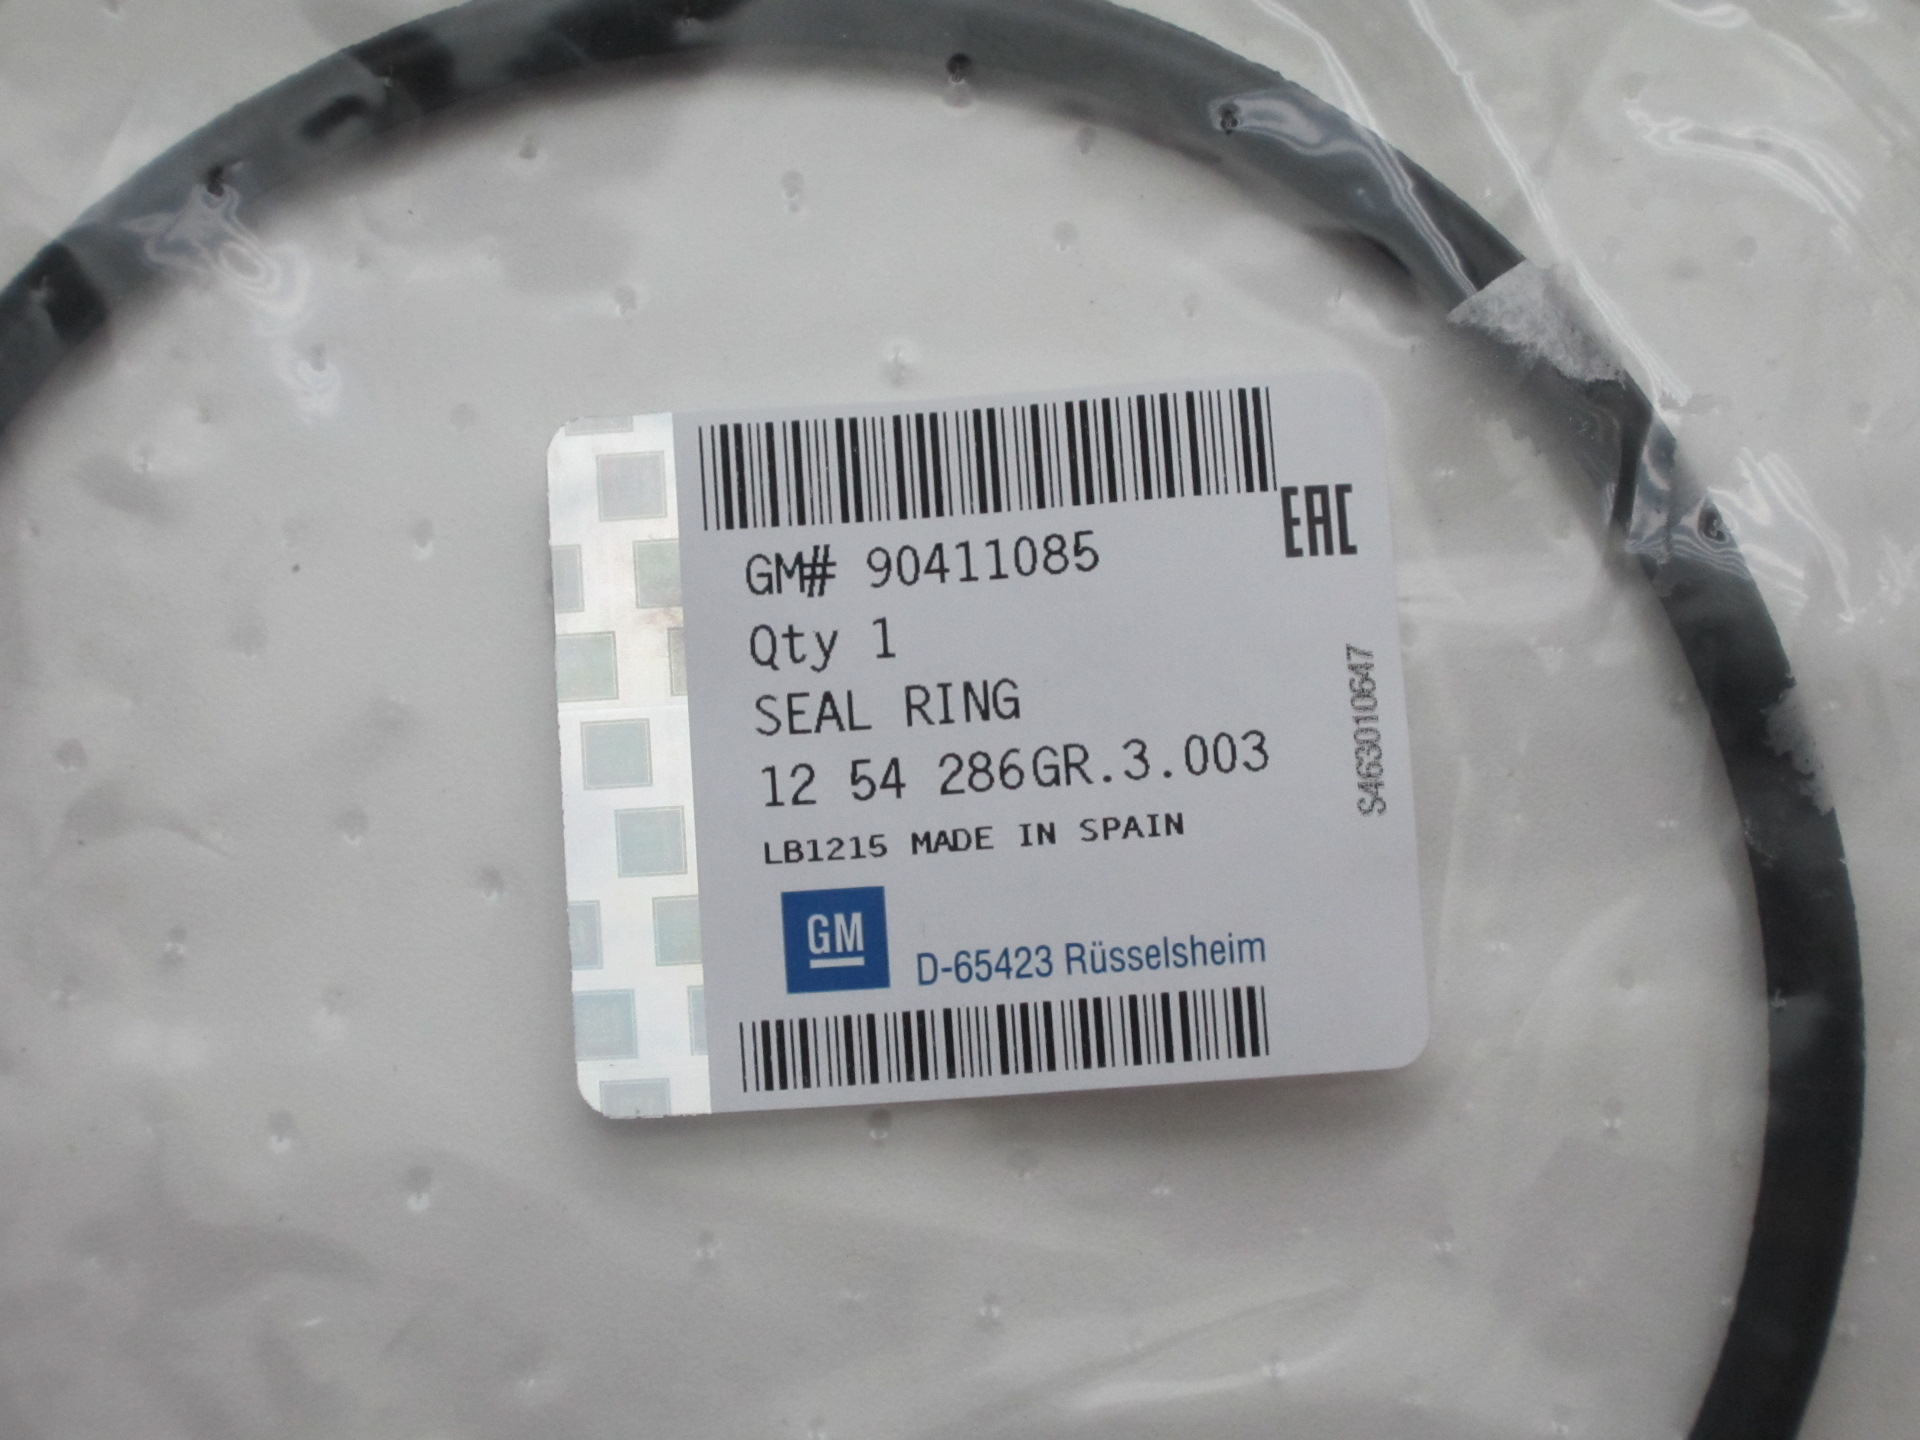 EAC
GM# 90411085
Qty 1
SEAL RING
12 54 286GR.3.003
LB1215 MADE IN SPAIN
GM
D-65423 Rüsselsheim
S463010647